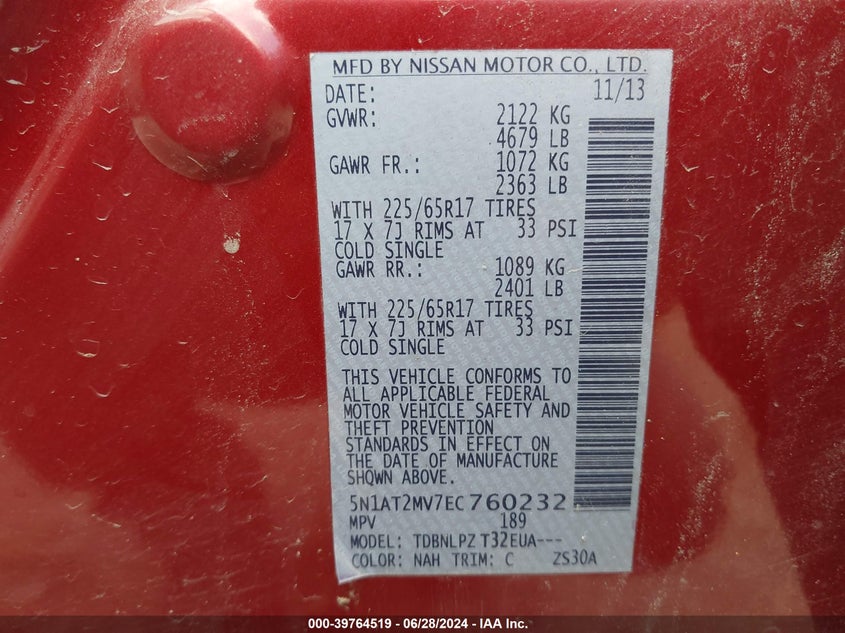 MFD BY NISSAN MOTOR CO., LTD.
DATE: 11/13
GVWR: 2122 KG
4679 LB
GAWR FR.: 1072 KG
2363 LB
WITH 225/65R17 TIRES
17 X 7J RIMS AT 33 PSI
COLD SINGLE
GAWR RR.: 1089 KG
2401 LB
WITH 225/65R17 TIRES
17 X 7J RIMS AT 33 PSI
COLD SINGLE
THIS VEHICLE CONFORMS TO
ALL APPLICABLE FEDERAL
MOTOR VEHICLE SAFETY AND
THEFT PREVENTION
STANDARDS IN EFFECT ON
THE DATE OF MANUFACTURE
SHOWN ABOVE.
5N1AT2MV7EC760232
MPV 189
MODEL: TDBNLPZ T32EUA---
COLOR: NAH TRIM: C ZS30A
000-39764519 / 06/28/2024 - IAA Inc.